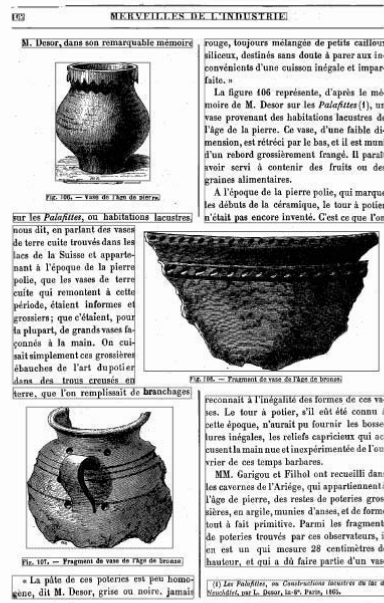 162
MERVEILLES DE L'INDUSTRIE
M. Desor, dans son remarquable mémoire
Fig. 106. — Vase de l'âge de pierre.
sur les Palafittes, ou habitations lacustres,
nous dit, en parlant des vases
de terre cuite trouvés dans les
lacs de la Suisse et apparte-
nant à l'époque de la pierre
polie, que les vases de terre
cuite qui remontent à cette
période, étaient informes et
grossiers ; que c'étaient, pour
la plupart, de grands vases fa-
çonnés à la main. On cui-
sait simplement ces grossières
ébauches de l'art du potier
dans des trous creusés en
terre, que l'on remplissait de branchages
Fig. 107. — Fragment de vase de l'âge de bronze
« La pâte de ces poteries est peu homo-
gène, dit M. Desor, grise ou noire, jamais
rouge, toujours mélangée de petits cailloux
siliceux, destinés sans doute à parer aux in-
convénients d'une cuisson inégale et impar-
faite. »
La figure 106 représente, d'après le mé-
moire de M. Desor sur les Palafittes (1), un
vase provenant des habitations lacustres de
l'âge de la pierre. Ce vase, d'une faible di-
mension, est rétréci par le bas, et il est muni
d'un rebord grossièrement frangé. Il paraît
avoir servi à contenir des fruits ou des
graines alimentaires.
A l'époque de la pierre polie, qui marque
les débuts de la céramique, le tour à potier
n'était pas encore inventé. C'est ce que l'on
Fig. 108. — Fragment de vase de l'âge de bronze.
reconnaît à l'inégalité des formes de ces va-
ses. Le tour à potier, s'il eût été connu à
cette époque, n'aurait pu fournir les bosse-
lures inégales, les reliefs capricieux qui ac-
cusent la main nue et inexpérimentée de l'ou-
vrier de ces temps barbares.
MM. Garigou et Filhol ont recueilli dans
les cavernes de l'Ariége, qui appartiennent à
l'âge de pierre, des restes de poteries gros-
sières, en argile, munies d'anses, et de forme
tout à fait primitive. Parmi les fragments
de poteries trouvés par ces observateurs, il
en est un qui mesure 28 centimètres de
hauteur, et qui a dû faire partie d'un vase
(1) Les Palafittes, ou Constructions lacustres du lac de
Neuchâtel, par L. Desor, in-8°. Paris, 1865.